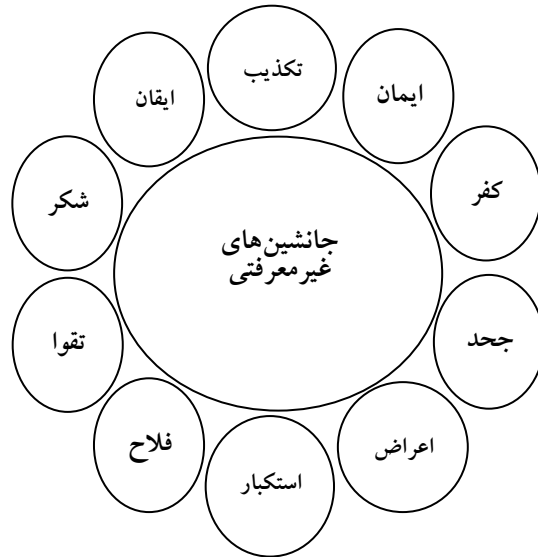 تکذیب
ایمان
ایقان
کفر
شکر
جانشین‌های
غیرمعرفتی
جحد
تقوا
اعراض
فلاح
استکبار